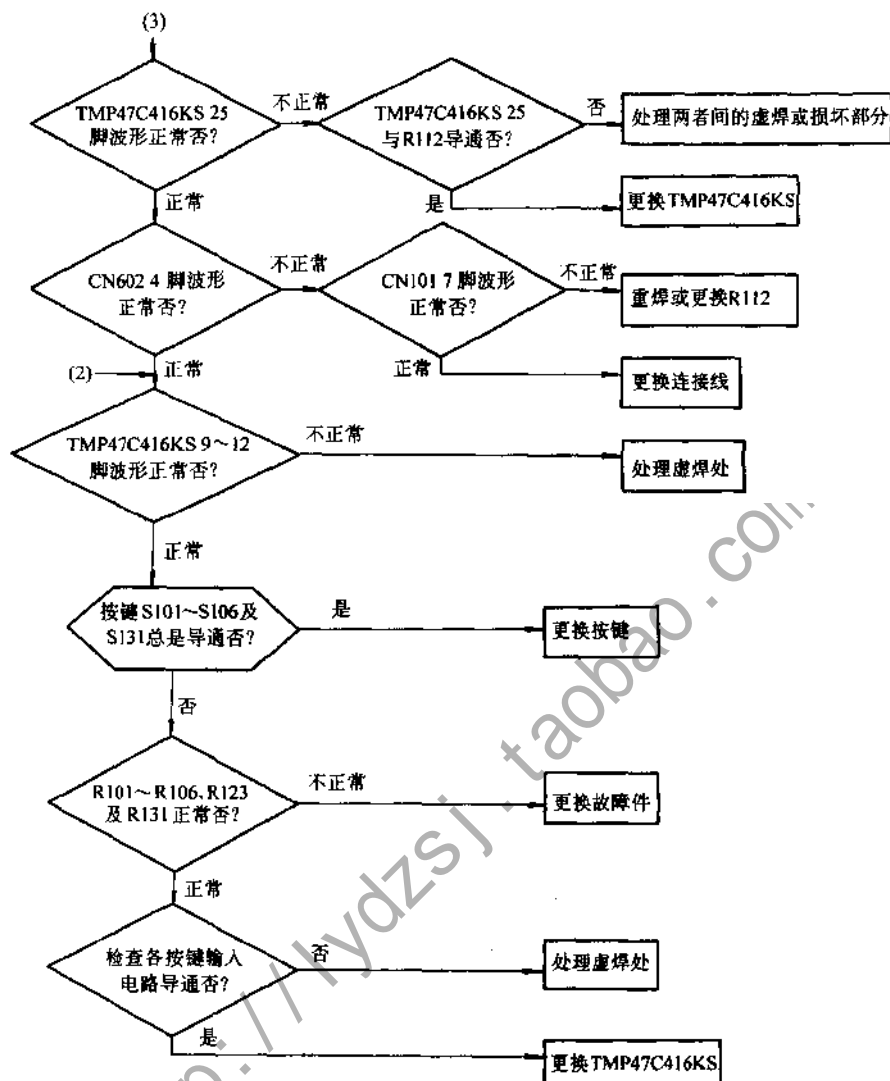 (3)
TMP47C416KS 25
脚波形正常否?
不正常
TMP47C416KS 25
与R112导通否?
否
处理两者间的虚焊或损坏部分
正常
是
更换TMP47C416KS
CN602 4 脚波形
正常否?
不正常
CN101 7 脚波形
正常否?
不正常
重焊或更换R112
(2)
正常
正常
更换连接线
TMP47C416KS 9~12
脚波形正常否?
不正常
处理虚焊处
正常
按键S101~S106及
S131总是导通否?
是
更换按键
否
R101~R106、R123
及R131正常否?
不正常
更换故障件
正常
检查各按键输入
电路导通否?
否
处理虚焊处
是
更换TMP47C416KS
p://lydzsj.taobao.com